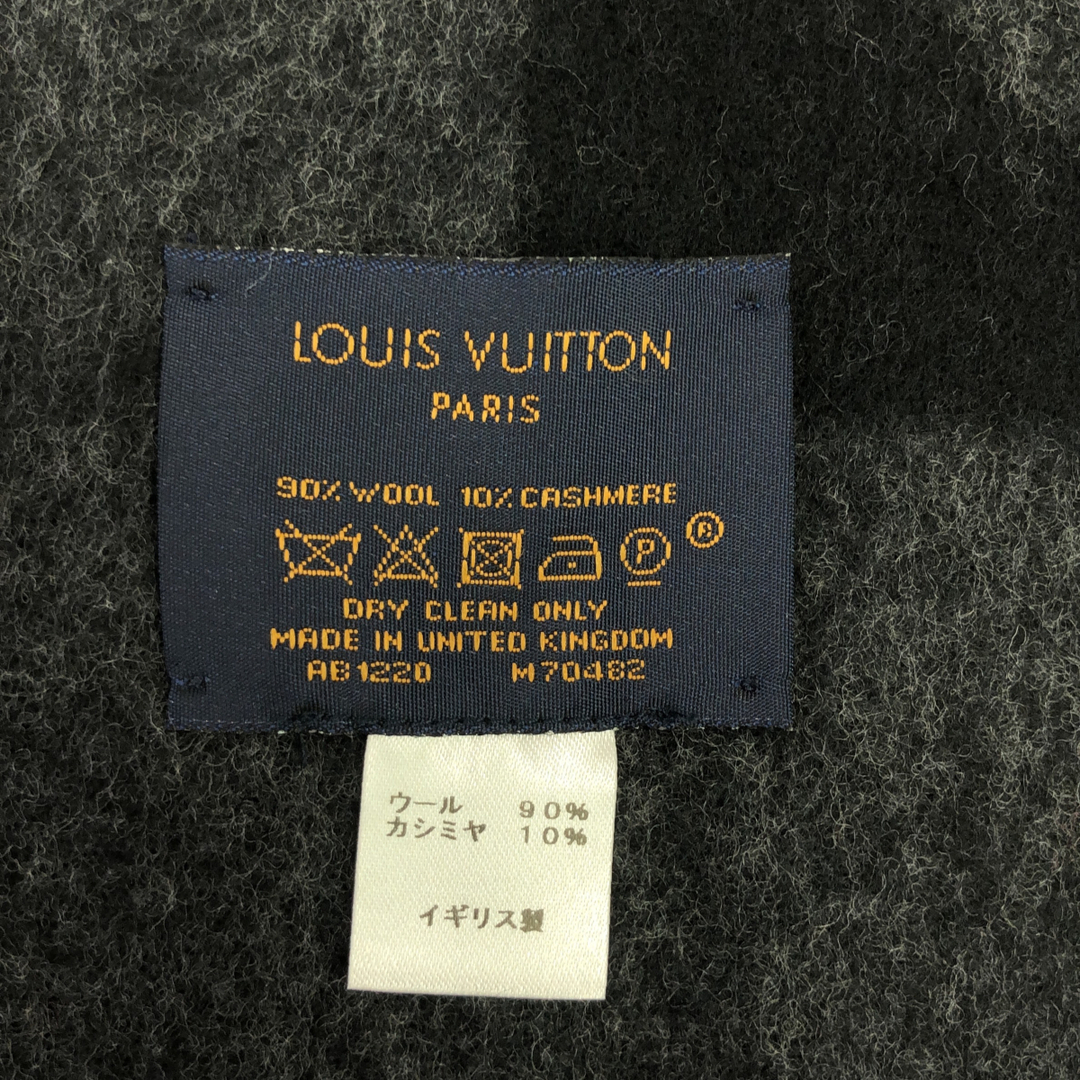 LOUIS VUITTON
PARIS
90% WOOL 10% CASHMERE
P ®
DRY CLEAN ONLY
MADE IN UNITED KINGDOM
AB1220 M70482
ウール 90%
カシミヤ 10%
イギリス製